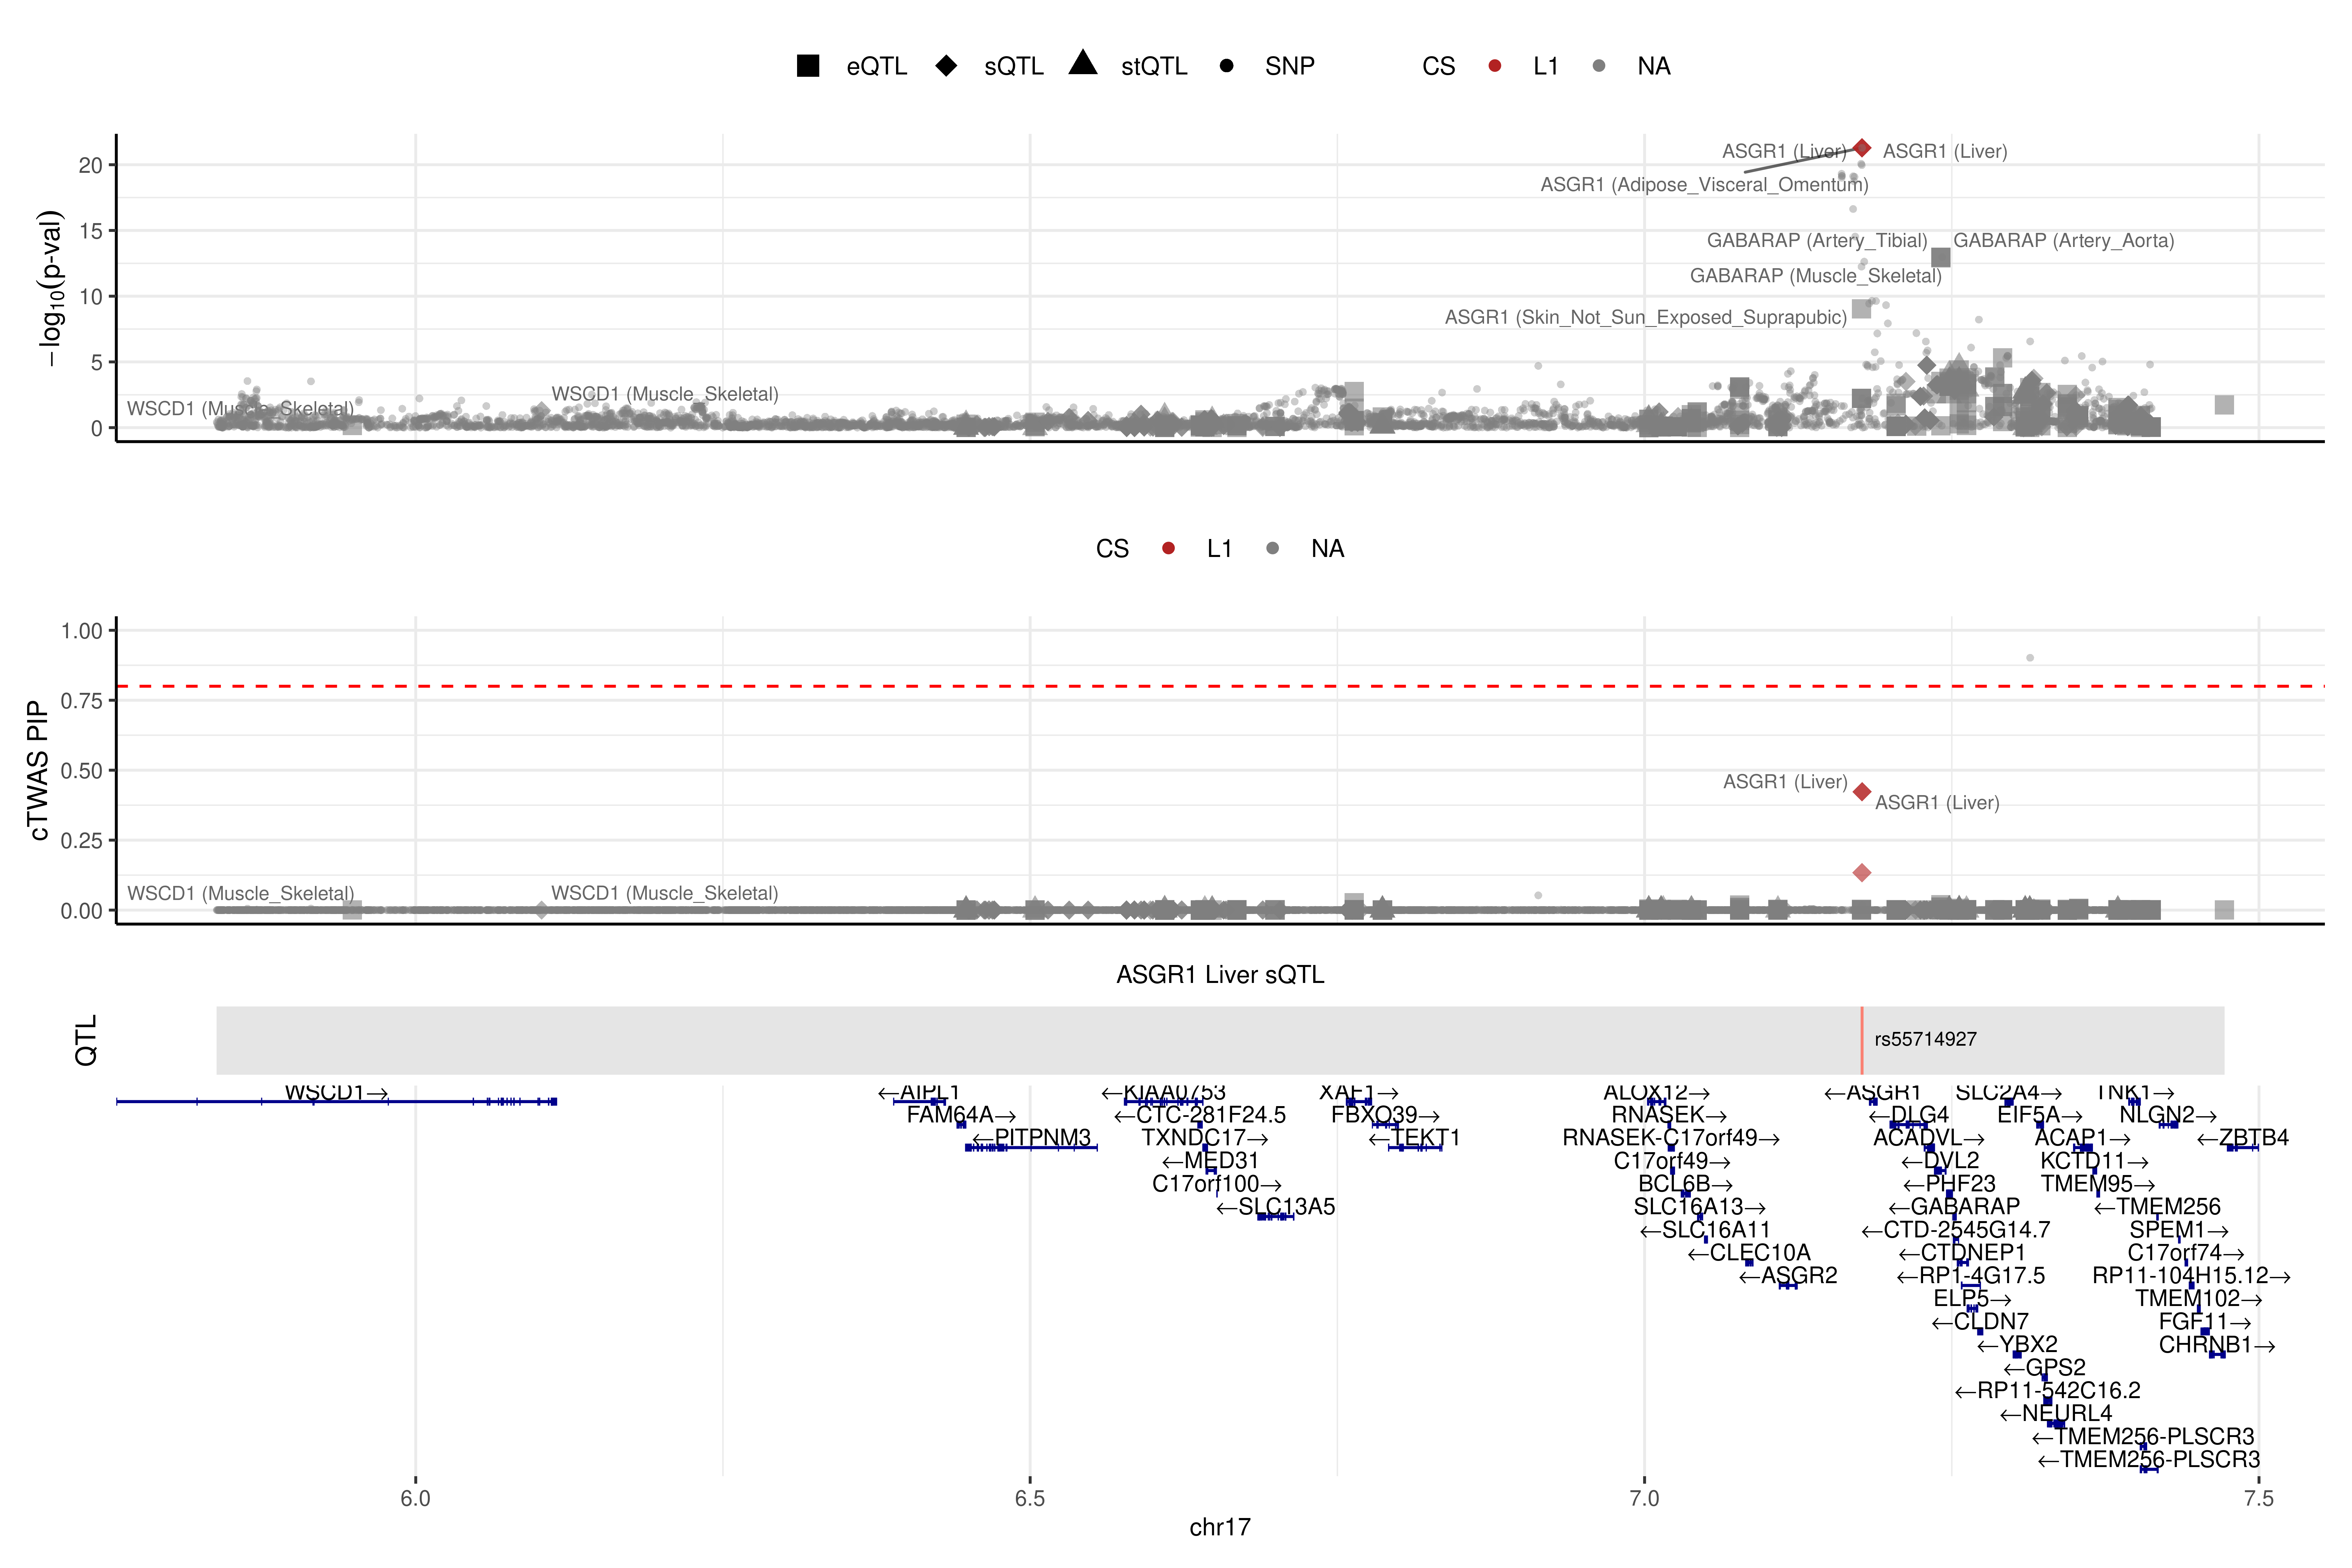 eQTL sQTL stQTL SNP CS L1 NA
−log10(p-val)
20
15
10
5
0
ASGR1 (Liver) ASGR1 (Liver)
ASGR1 (Adipose_Visceral_Omentum)
GABARAP (Artery_Tibial) GABARAP (Artery_Aorta)
GABARAP (Muscle_Skeletal)
ASGR1 (Skin_Not_Sun_Exposed_Suprapubic)
WSCD1 (Muscle_Skeletal)
WSCD1 (Muscle_Skeletal)
CS L1 NA
cTWAS PIP
1.00
0.75
0.50
0.25
0.00
ASGR1 (Liver)
ASGR1 (Liver)
WSCD1 (Muscle_Skeletal) WSCD1 (Muscle_Skeletal)
ASGR1 Liver sQTL
QTL
rs55714927
WSCD1→ ←AIPL1 ←KIAA0753 XAF1→ ALOX12→ ←ASGR1 SLC2A4→ TNK1→
FAM64A→ ←CTC-281F24.5 FBXO39→ RNASEK→ ←DLG4 EIF5A→ NLGN2→
←PITPNM3 TXNDC17→ ←TEKT1 RNASEK-C17orf49→ ACADVL→ ACAP1→ ←ZBTB4
←MED31 C17orf49→ ←DVL2 KCTD11→
C17orf100→ BCL6B→ ←PHF23 TMEM95→
←SLC13A5 SLC16A13→ ←GABARAP ←TMEM256
←SLC16A11 ←CTD-2545G14.7 SPEM1→
←CLEC10A ←CTDNEP1 C17orf74→
←ASGR2 ←RP1-4G17.5 RP11-104H15.12→
ELP5→ TMEM102→
←CLDN7 FGF11→
←YBX2 CHRNB1→
←GPS2
←RP11-542C16.2
←NEURL4
←TMEM256-PLSCR3
←TMEM256-PLSCR3
6.0 6.5 7.0 7.5
chr17